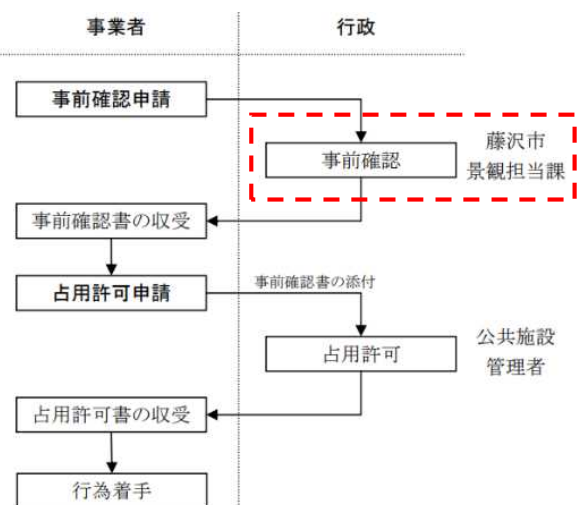 事業者
行政
事前確認申請
事前確認
藤沢市
景観担当課
事前確認書の収受
占用許可申請
事前確認書の添付
占用許可
公共施設
管理者
占用許可書の収受
行為着手